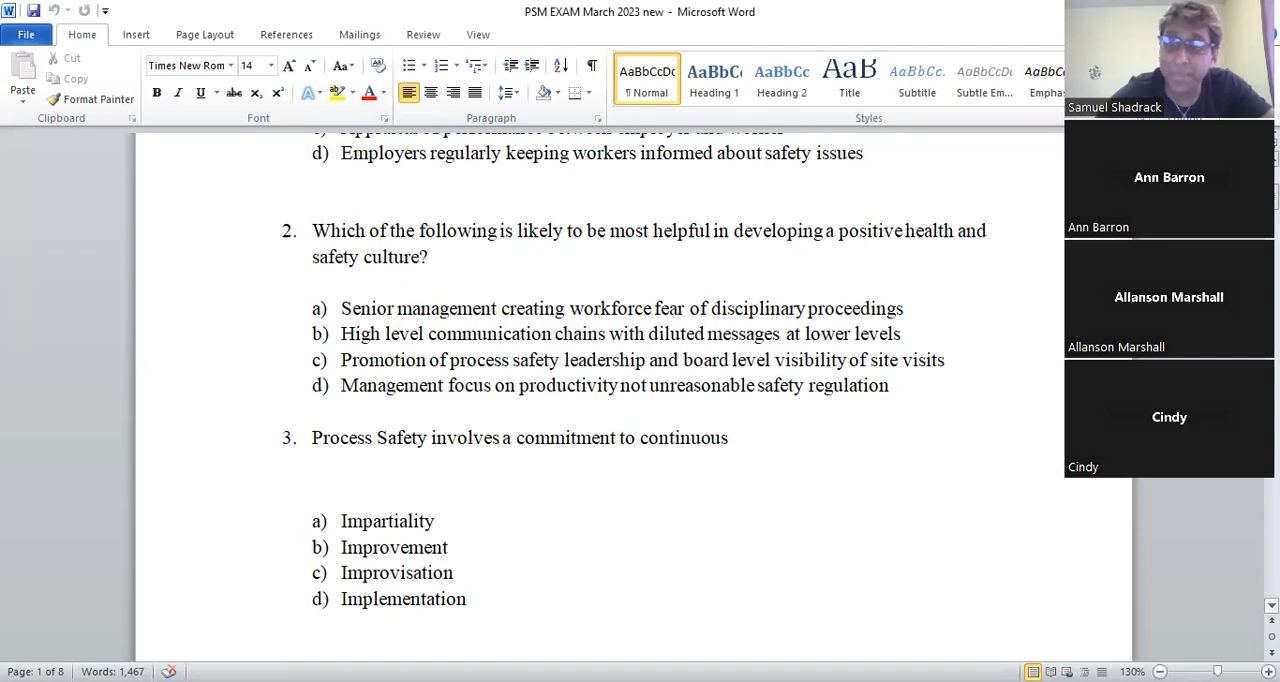 PSM EXAM March 2023 new - Microsoft Word
File Home Insert Page Layout References Mailings Review View
Paste
Cut
Copy
Format Painter
Times New Rom 14
AaBbCcDc AaBbC( AaBbCc AaB AaBbCc. AaBbCcDi AaBbCc
¶ Normal Heading 1 Heading 2 Title Subtitle Subtle Em... Empha
Clipboard Font Paragraph Styles
d) Employers regularly keeping workers informed about safety issues
2. Which of the following is likely to be most helpful in developing a positive health and
safety culture?
a) Senior management creating workforce fear of disciplinary proceedings
b) High level communication chains with diluted messages at lower levels
c) Promotion of process safety leadership and board level visibility of site visits
d) Management focus on productivity not unreasonable safety regulation
3. Process Safety involves a commitment to continuous
a) Impartiality
b) Improvement
c) Improvisation
d) Implementation
Page: 1 of 8 Words: 1,467
130%
Samuel Shadrack
Ann Barron
Ann Barron
Allanson Marshall
Allanson Marshall
Cindy
Cindy